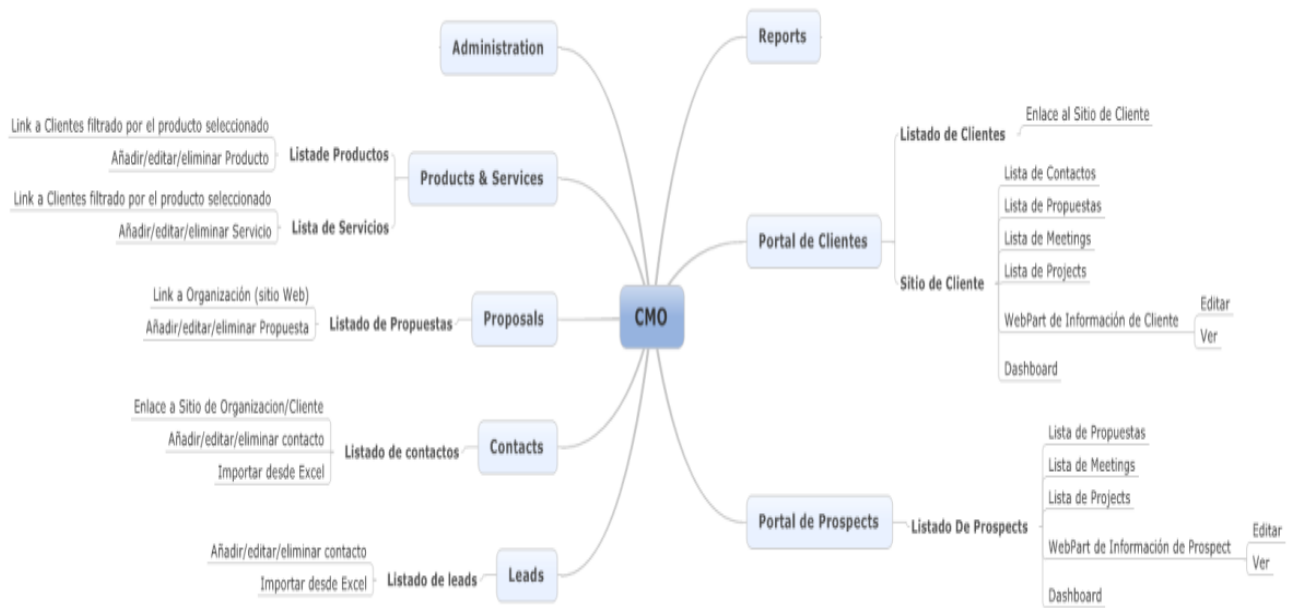 CMO
Administration
Products & Services
Listade Productos
Link a Clientes filtrado por el producto seleccionado
Añadir/editar/eliminar Producto
Lista de Servicios
Link a Clientes filtrado por el producto seleccionado
Añadir/editar/eliminar Servicio
Proposals
Listado de Propuestas
Link a Organización (sitio Web)
Añadir/editar/eliminar Propuesta
Contacts
Listado de contactos
Enlace a Sitio de Organizacion/Cliente
Añadir/editar/eliminar contacto
Importar desde Excel
Leads
Listado de leads
Añadir/editar/eliminar contacto
Importar desde Excel
Reports
Portal de Clientes
Listado de Clientes
Enlace al Sitio de Cliente
Sitio de Cliente
Lista de Contactos
Lista de Propuestas
Lista de Meetings
Lista de Projects
WebPart de Información de Cliente
Editar
Ver
Dashboard
Portal de Prospects
Listado De Prospects
Lista de Propuestas
Lista de Meetings
Lista de Projects
WebPart de Información de Prospect
Editar
Ver
Dashboard